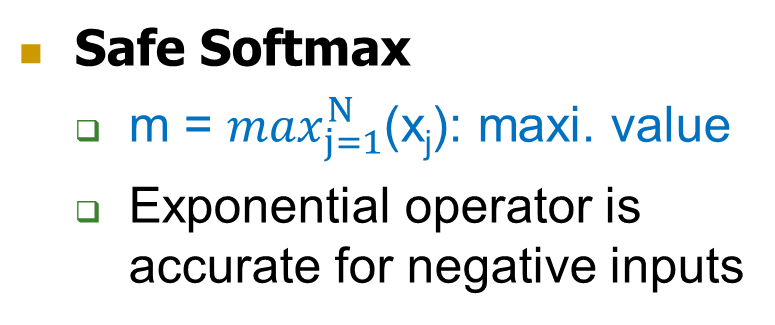 Safe Softmax
m = max_{j=1}^{N}(x_j): maxi. value
Exponential operator is
accurate for negative inputs